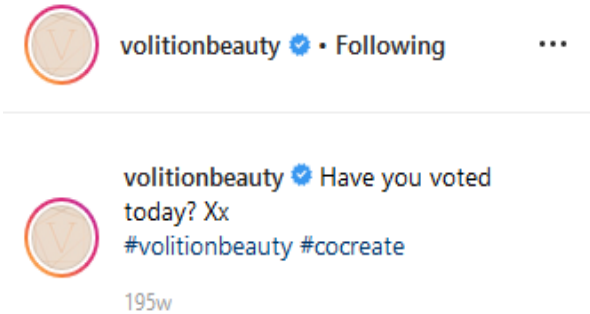 volitionbeauty • Following
volitionbeauty Have you voted
today? Xx
#volitionbeauty #cocreate
195w